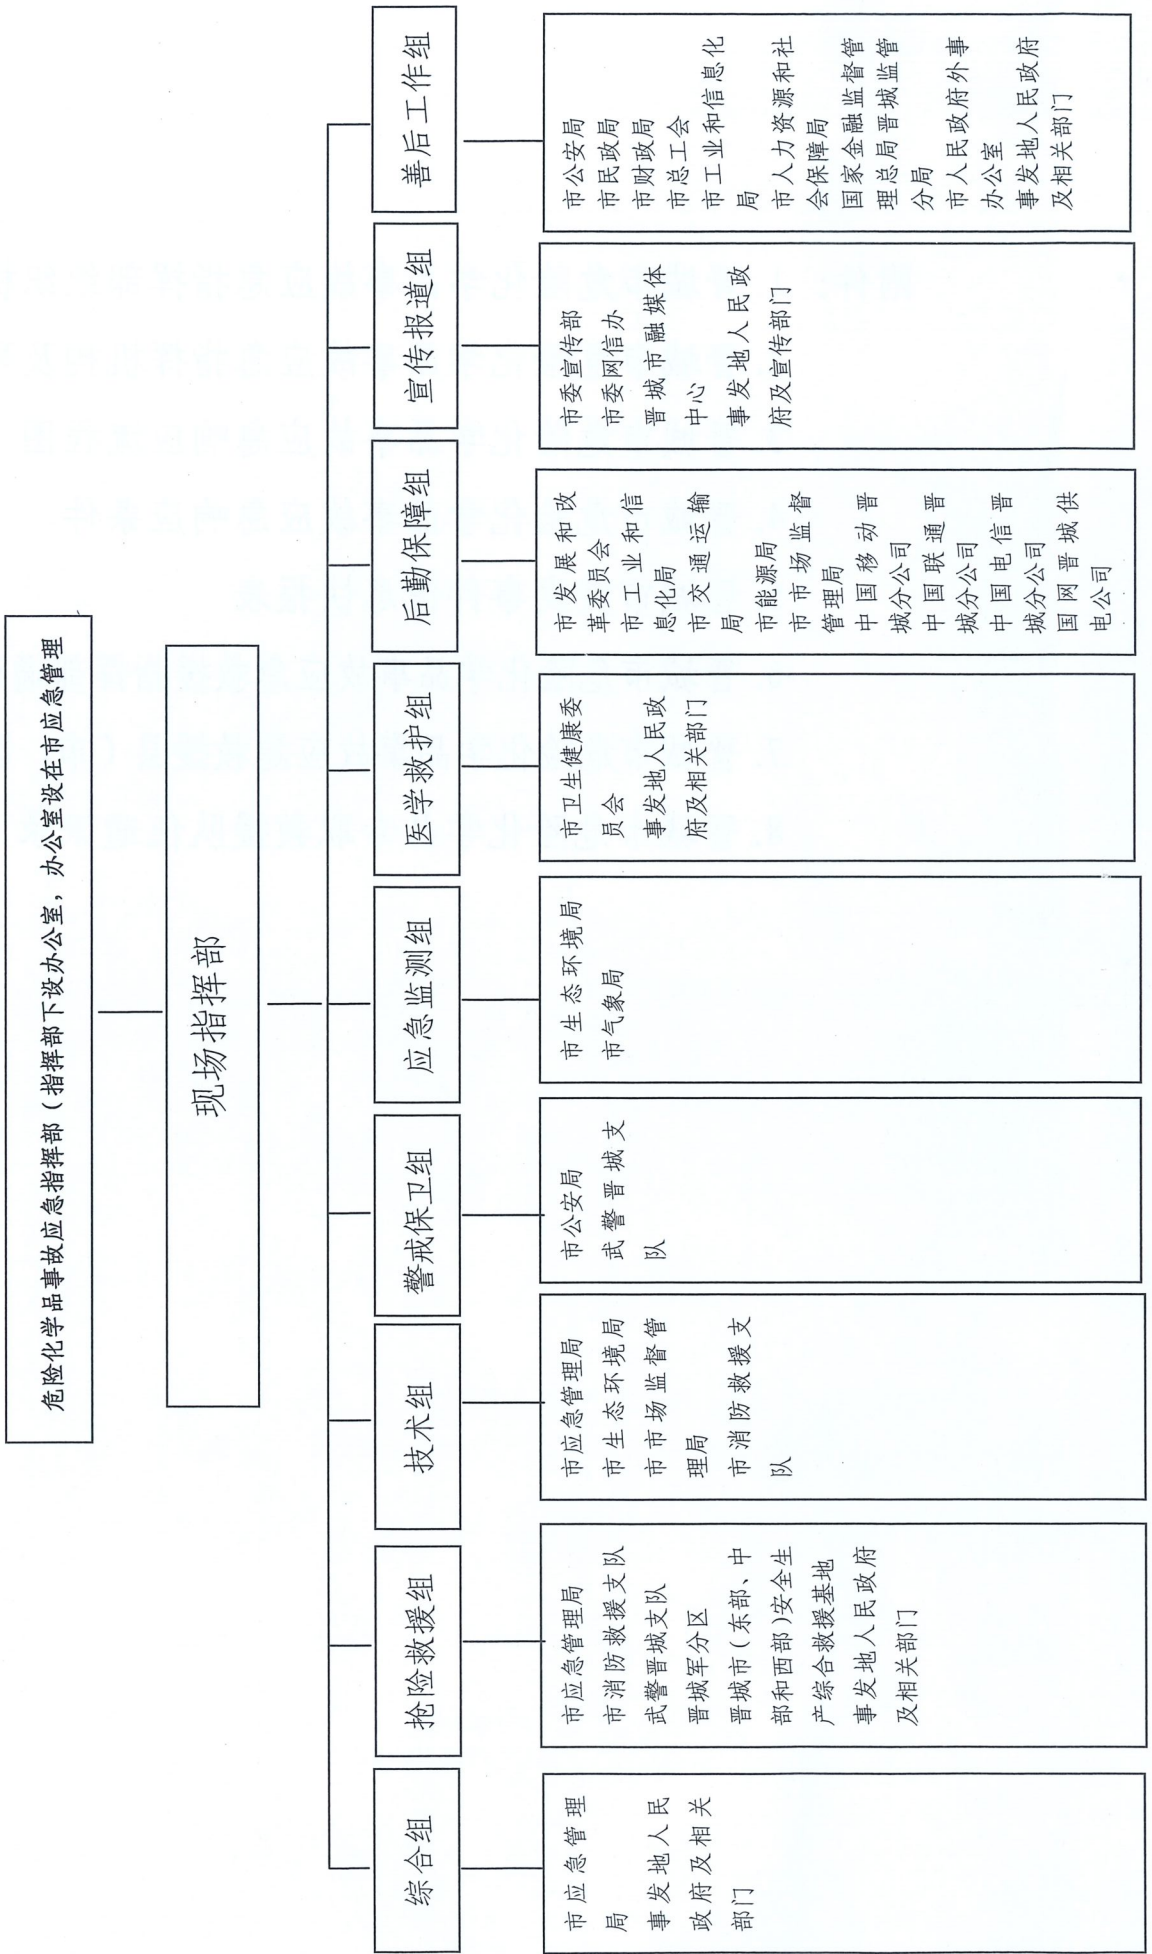 危险化学品事故应急指挥部（指挥部下设办公室，办公室设在市应急管理
现场指挥部
综合组
市应急管理
局
事发地人民
政府及相关
部门
抢险救援组
市应急管理局
市消防救援支队
武警晋城支队
晋城军分区
晋城市（东部、中
部和西部）安全生
产综合救援基地
事发地人民政府
及相关部门
技术组
市应急管理局
市生态环境局
市市场监督管
理局
市消防救援支
队
警戒保卫组
市公安局
武警晋城支
队
应急监测组
市生态环境局
市气象局
医学救护组
市卫生健康委
员会
事发地人民政
府及相关部门
后勤保障组
市发展和改
革委员会
市工业和信
息化局
市交通运输
局
市能源局
市市场监督
管理局
中国移动晋
城分公司
中国联通晋
城分公司
中国电信晋
城分公司
国网晋城供
电公司
宣传报道组
市委宣传部
市委网信办
晋城市融媒体
中心
事发地人民政
府及宣传部门
善后工作组
市公安局
市民政局
市财政局
市总工会
市工业和信息化
局
市人力资源和社
会保障局
国家金融监督管
理总局晋城监管
分局
市人民政府外事
办公室
事发地人民政府
及相关部门